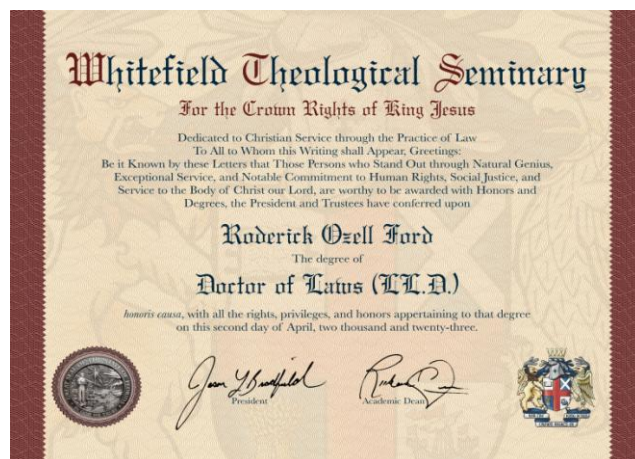 Whitefield Theological Seminary
For the Crown Rights of King Jesus
Dedicated to Christian Service through the Practice of Law
To All to Whom this Writing shall Appear, Greetings:
Be it Known by these Letters that Those Persons who Stand Out through Natural Genius,
Exceptional Service, and Notable Commitment to Human Rights, Social Justice, and
Service to the Body of Christ our Lord, are worthy to be awarded with Honors and
Degrees, the President and Trustees have conferred upon
Roderick Ozell Ford
The degree of
Doctor of Laws (LL.D.)
honoris causa, with all the rights, privileges, and honors appertaining to that degree
on this second day of April, two thousand and twenty-three.
President
Academic Dean